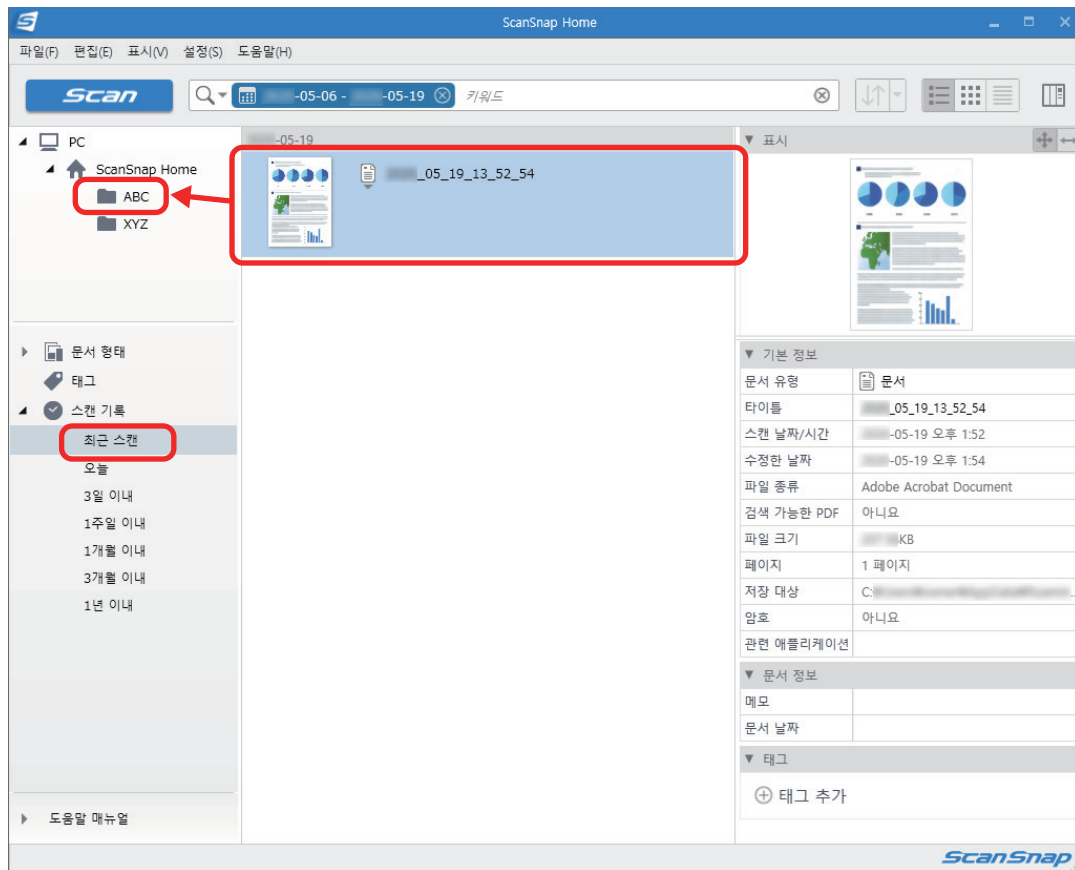 ScanSnap Home
파일(F) 편집(E) 표시(V) 설정(S) 도움말(H)
Scan
-05-06 - -05-19 키워드
PC
ScanSnap Home
ABC
XYZ
문서 형태
태그
스캔 기록
최근 스캔
오늘
3일 이내
1주일 이내
1개월 이내
3개월 이내
1년 이내
도움말 매뉴얼
-05-19
_05_19_13_52_54
표시
기본 정보
문서 유형 문서
타이틀 _05_19_13_52_54
스캔 날짜/시간 -05-19 오후 1:52
수정한 날짜 -05-19 오후 1:54
파일 종류 Adobe Acrobat Document
검색 가능한 PDF 아니요
파일 크기 KB
페이지 1 페이지
저장 대상 C:
암호 아니요
관련 애플리케이션
문서 정보
메모
문서 날짜
태그
태그 추가
ScanSnap